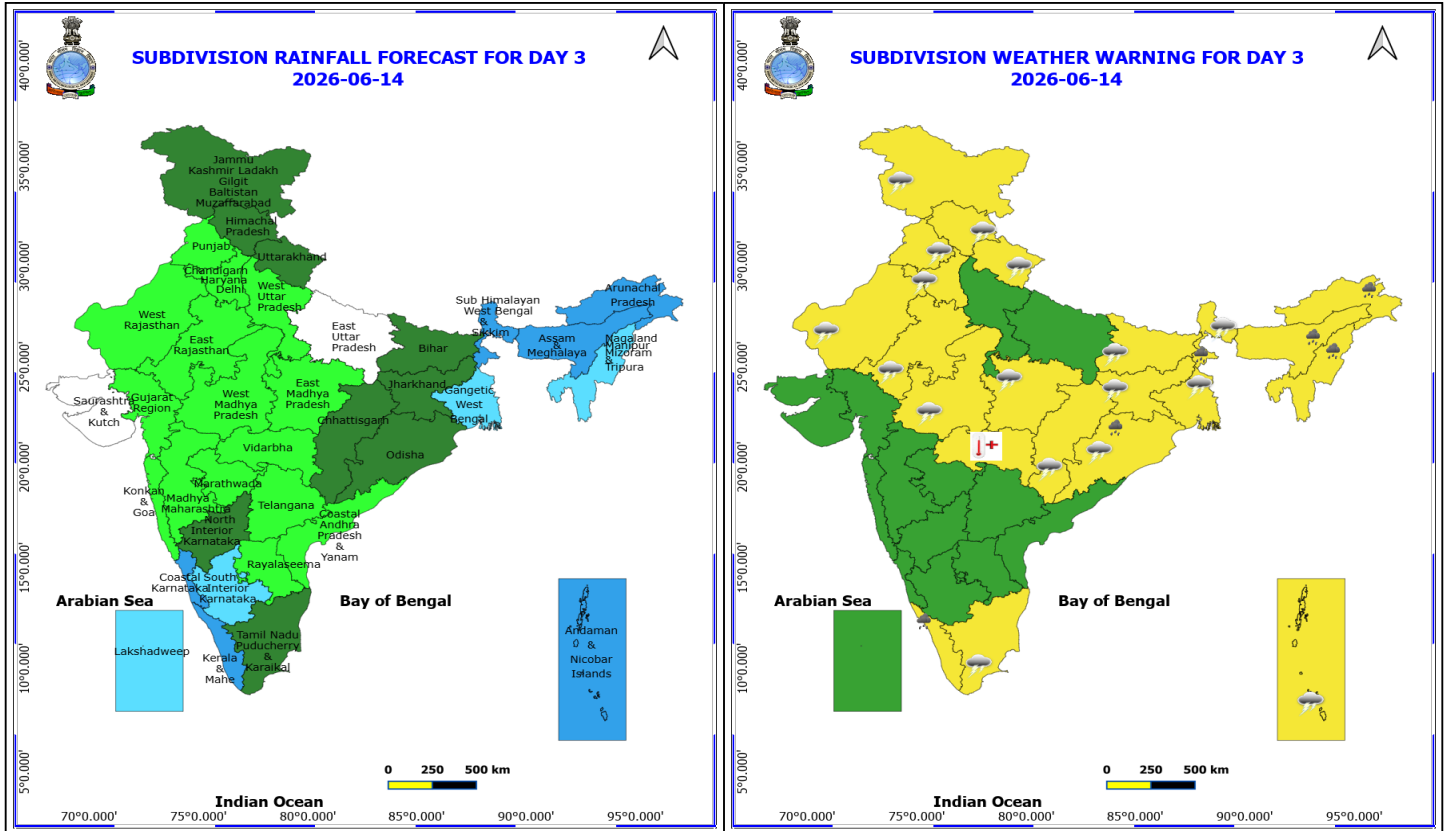 SUBDIVISION RAINFALL FORECAST FOR DAY 3
2026-06-14
40°0.000'
35°0.000'
30°0.000'
25°0.000'
20°0.000'
15°0.000'
10°0.000'
5°0.000'
Jammu
Kashmir Ladakh
Gilgit
Baltistan
Muzaffarabad
Himachal
Pradesh
Punjab
Uttarakhand
Chandigarh
Haryana
Delhi
West
Uttar
Pradesh
West
Rajasthan
East
Rajasthan
East
Uttar
Pradesh
Bihar
Sub Himalayan
West Bengal
&
Sikkim
Arunachal
Pradesh
Assam
&
Meghalaya
Nagaland
Manipur
Mizoram
&
Tripura
Jharkhand
Gangetic
West
Bengal
Saurashtra
&
Kutch
Gujarat
Region
West
Madhya
Pradesh
East
Madhya
Pradesh
Chhattisgarh
Odisha
Vidarbha
Marathwada
Madhya
Maharashtra
Konkan
&
Goa
Telangana
North
Interior
Karnataka
Coastal
Andhra
Pradesh
&
Yanam
Rayalaseema
Coastal
Karnataka
South
Interior
Karnataka
Arabian Sea
Bay of Bengal
Lakshadweep
Tamil Nadu
Puducherry
&
Karaikal
Kerala
&
Mahe
Andaman
&
Nicobar
Islands
0 250 500 km
Indian Ocean
70°0.000' 75°0.000' 80°0.000' 85°0.000' 90°0.000' 95°0.000'
SUBDIVISION WEATHER WARNING FOR DAY 3
2026-06-14
40°0.000'
35°0.000'
30°0.000'
25°0.000'
20°0.000'
15°0.000'
10°0.000'
5°0.000'
Arabian Sea
Bay of Bengal
0 250 500 km
Indian Ocean
70°0.000' 75°0.000' 80°0.000' 85°0.000' 90°0.000' 95°0.000'